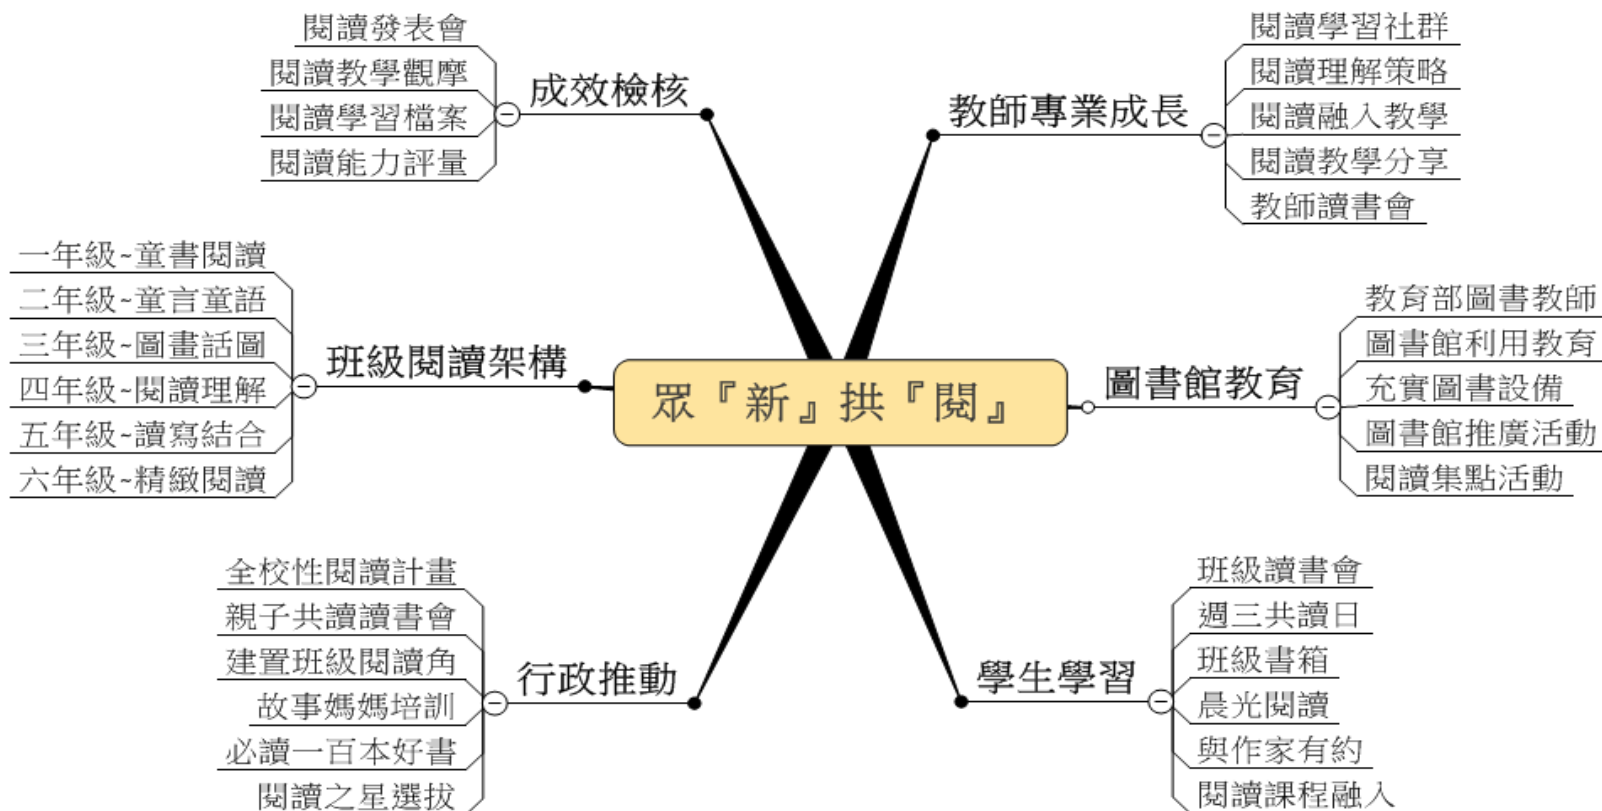 眾『新』拱『閱』
成效檢核
閱讀發表會
閱讀教學觀摩
閱讀學習檔案
閱讀能力評量
班級閱讀架構
一年級~童書閱讀
二年級~童言童語
三年級~圖畫話圖
四年級~閱讀理解
五年級~讀寫結合
六年級~精緻閱讀
行政推動
全校性閱讀計畫
親子共讀讀書會
建置班級閱讀角
故事媽媽培訓
必讀一百本好書
閱讀之星選拔
教師專業成長
閱讀學習社群
閱讀理解策略
閱讀融入教學
閱讀教學分享
教師讀書會
圖書館教育
教育部圖書教師
圖書館利用教育
充實圖書設備
圖書館推廣活動
閱讀集點活動
學生學習
班級讀書會
週三共讀日
班級書箱
晨光閱讀
與作家有約
閱讀課程融入